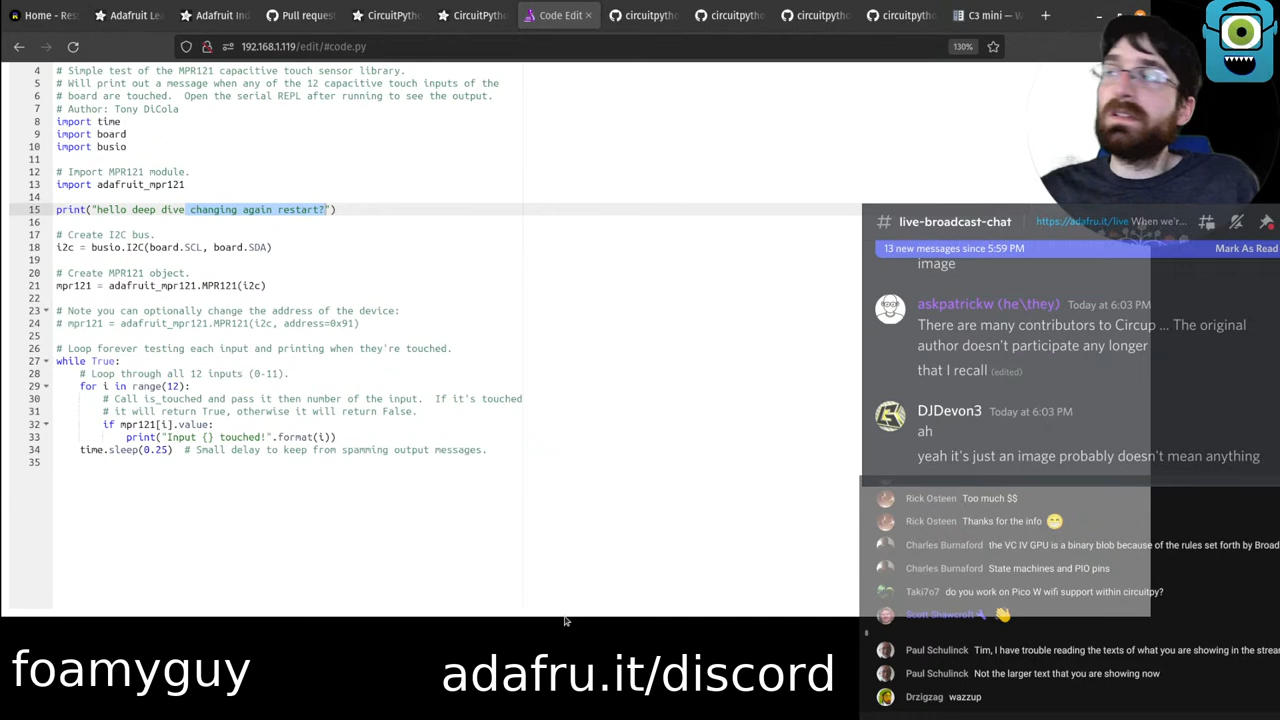 Home - Res
Adafruit Lea
Adafruit Ind
Pull request
CircuitPytho
CircuitPytho
Code Edit
circuitpytho
circuitpytho
circuitpyth
circuitpyth
C3 mini — W
192.168.1.119/edit/#code.py
130%
4 # Simple test of the MPR121 capacitive touch sensor library.
5 # Will print out a message when any of the 12 capacitive touch inputs of the
6 # board are touched.  Open the serial REPL after running to see the output.
7 # Author: Tony DiCola
8 import time
9 import board
10 import busio
11
12 # Import MPR121 module.
13 import adafruit_mpr121
14
15 print("hello deep dive changing again restart?")
16
17 # Create I2C bus.
18 i2c = busio.I2C(board.SCL, board.SDA)
19
20 # Create MPR121 object.
21 mpr121 = adafruit_mpr121.MPR121(i2c)
22
23 # Note you can optionally change the address of the device:
24 # mpr121 = adafruit_mpr121.MPR121(i2c, address=0x91)
25
26 # Loop forever testing each input and printing when they're touched.
27 while True:
28 # Loop through all 12 inputs (0-11).
29 for i in range(12):
30 # Call is_touched and pass it then number of the input.  If it's touched
31 # it will return True, otherwise it will return False.
32 if mpr121[i].value:
33 print("Input {} touched!".format(i))
34 time.sleep(0.25)  # Small delay to keep from spamming output messages.
35
# live-broadcast-chat https://adafru.it/live When we'r
13 new messages since 5:59 PM Mark As Read
image
askpatrickw (he\they) Today at 6:03 PM
There are many contributors to Circup ... The original
author doesn't participate any longer
that I recall (edited)
DJDevon3 Today at 6:03 PM
ah
yeah it's just an image probably doesn't mean anything
Rick Osteen Too much $$
Rick Osteen Thanks for the info
Charles Burnaford the VC IV GPU is a binary blob because of the rules set forth by Broad
Charles Burnaford State machines and PIO pins
Taki7o7 do you work on Pico W wifi support within circuitpy?
Scott Shawcroft
Paul Schulinck Tim, I have trouble reading the texts of what you are showing in the strea
Paul Schulinck Not the larger text that you are showing now
Drzigzag wazzup
foamyguy
adafru.it/discord